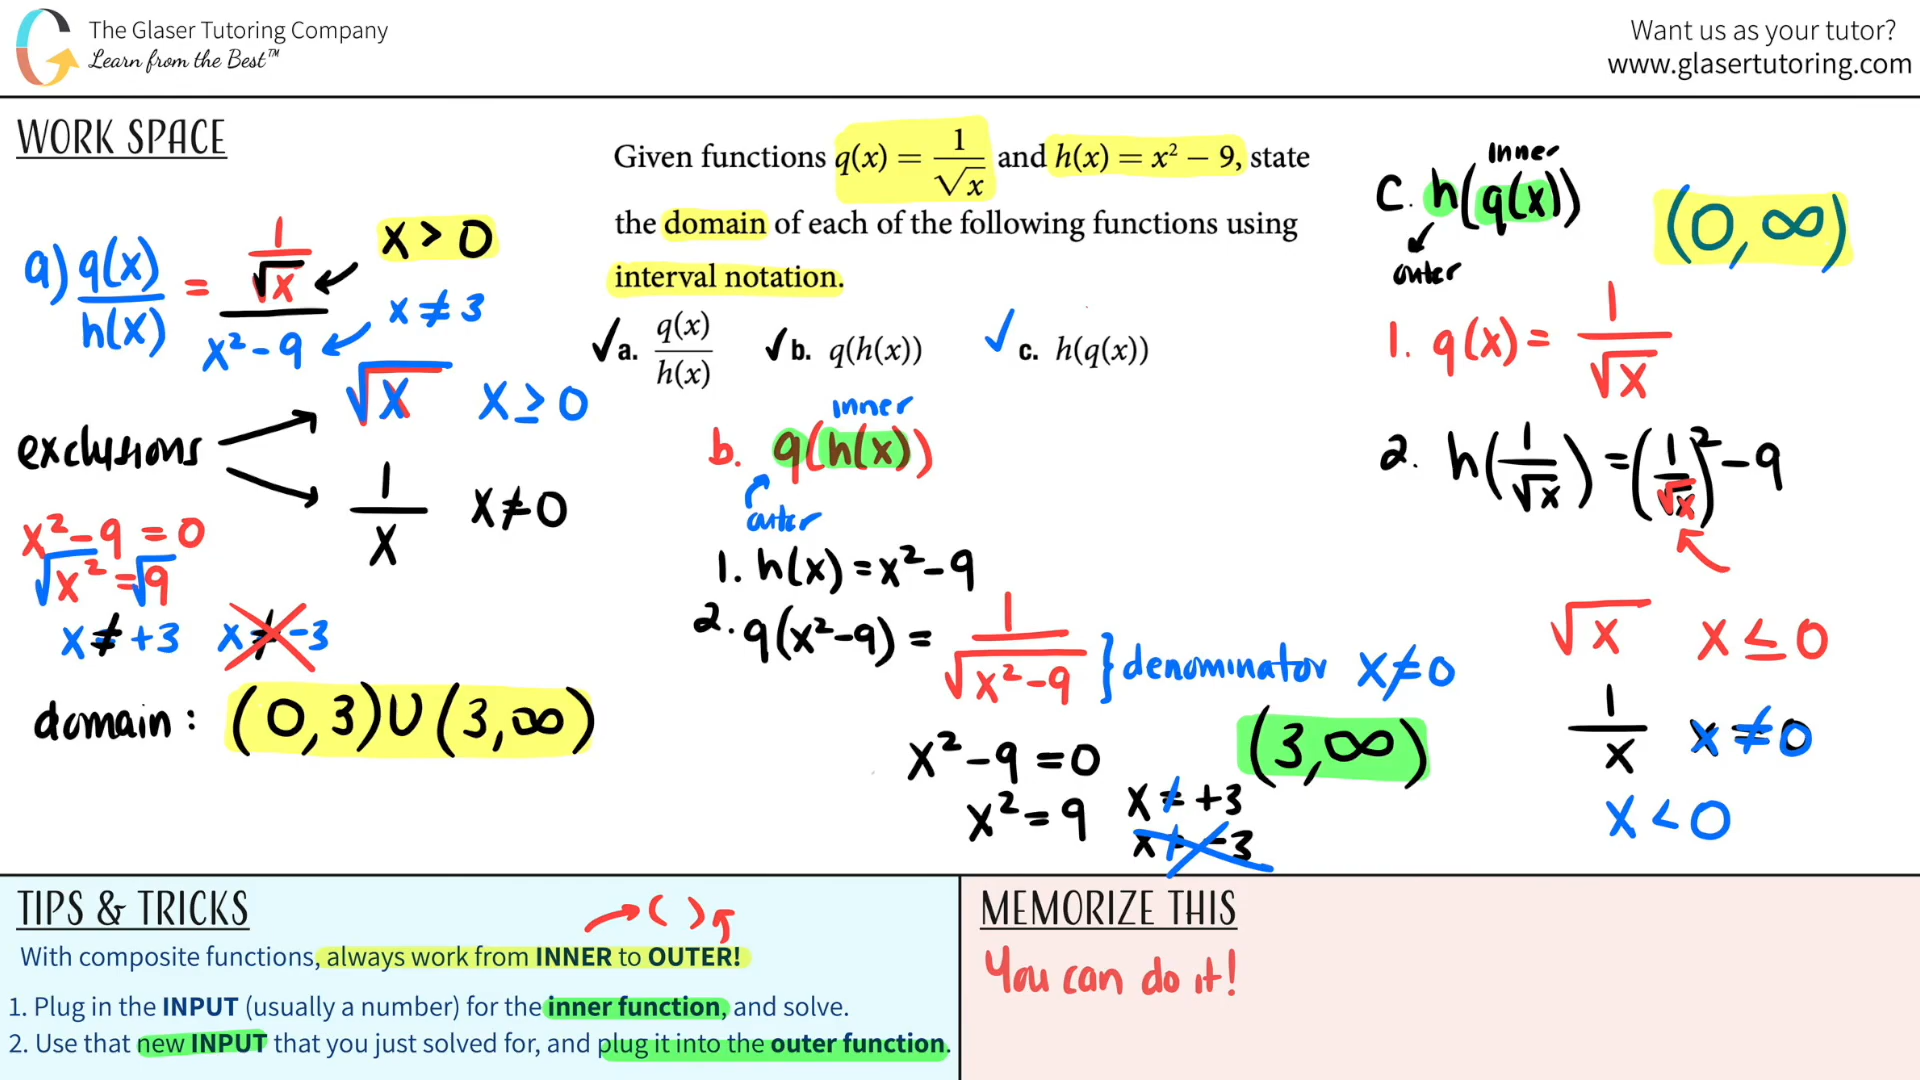 The Glaser Tutoring Company
Learn from the Best™
Want us as your tutor?
www.glasertutoring.com
WORK SPACE
Given functions q(x) = 1/√x and h(x) = x² − 9, state
the domain of each of the following functions using
interval notation.
✓ a. q(x)/h(x) ✓ b. q(h(x)) ✓ c. h(q(x))
a) q(x)/h(x) = (1/√x)/(x² - 9)
x > 0
x ≠ 3
exclusions
√x x ≥ 0
1/x x ≠ 0
x² - 9 = 0
√x² = √9
x ≠ +3 x ≠ -3
domain: (0, 3) ∪ (3, ∞)
inner
b. q(h(x))
outer
1. h(x) = x² - 9
2. q(x² - 9) = 1/√x² - 9 } denominator x ≠ 0
x² - 9 = 0
x² = 9
x ≠ +3
x ≠ -3
(3, ∞)
inner
C. h(q(x))
outer
(0, ∞)
1. q(x) = 1/√x
2. h(1/√x) = (1/√x)² - 9
√x x ≤ 0
1/x x ≠ 0
x < 0
TIPS & TRICKS
( )
With composite functions, always work from INNER to OUTER!
1. Plug in the INPUT (usually a number) for the inner function, and solve.
2. Use that new INPUT that you just solved for, and plug it into the outer function.
MEMORIZE THIS
You can do it!